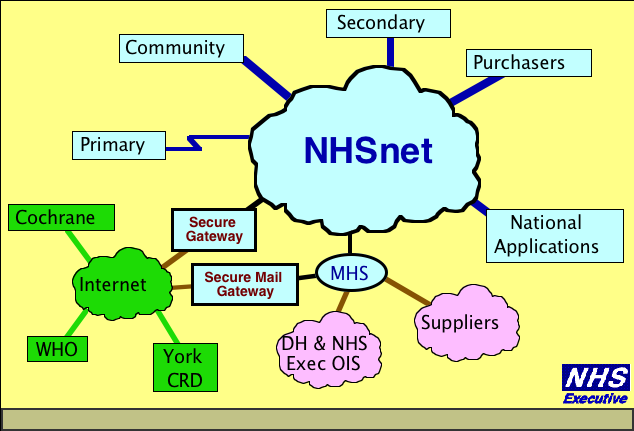 Secondary
Community
Purchasers
Primary
NHSnet
Cochrane
Secure
Gateway
National
Applications
Internet
Secure Mail
Gateway
MHS
Suppliers
WHO
York
CRD
DH & NHS
Exec OIS
NHS
Executive